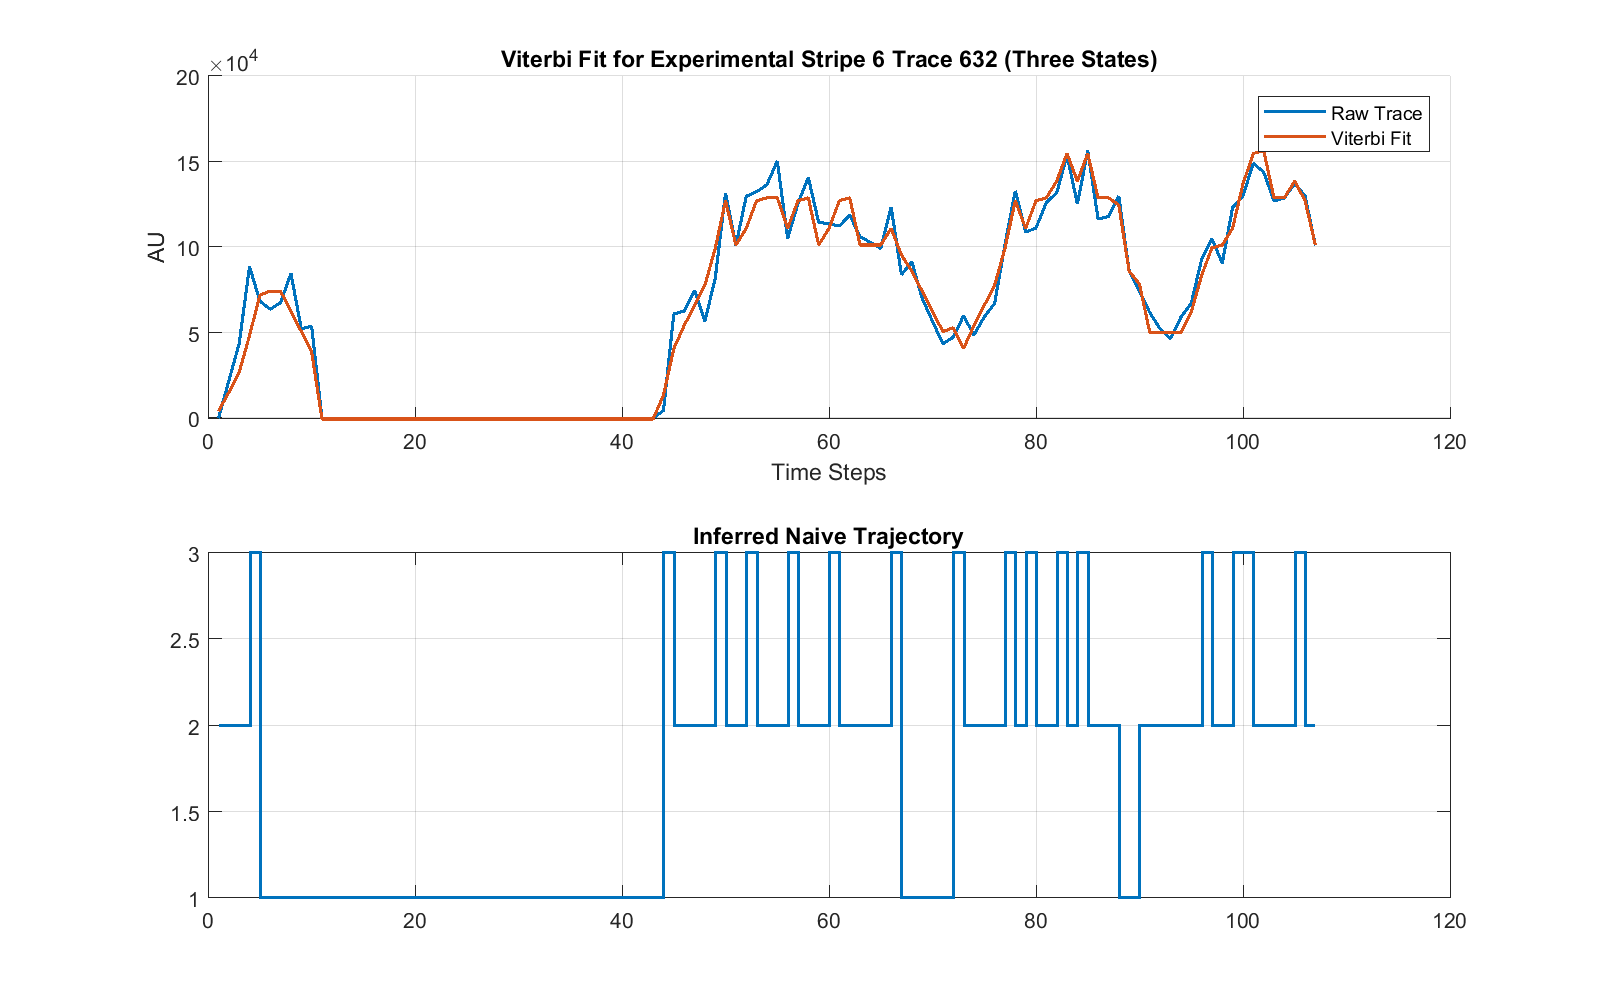 Viterbi Fit for Experimental Stripe 6 Trace 632 (Three States)
×10⁴
20
15
10
5
0
AU
Raw Trace
Viterbi Fit
0 20 40 60 80 100 120
Time Steps
Inferred Naive Trajectory
3
2.5
2
1.5
1
0 20 40 60 80 100 120